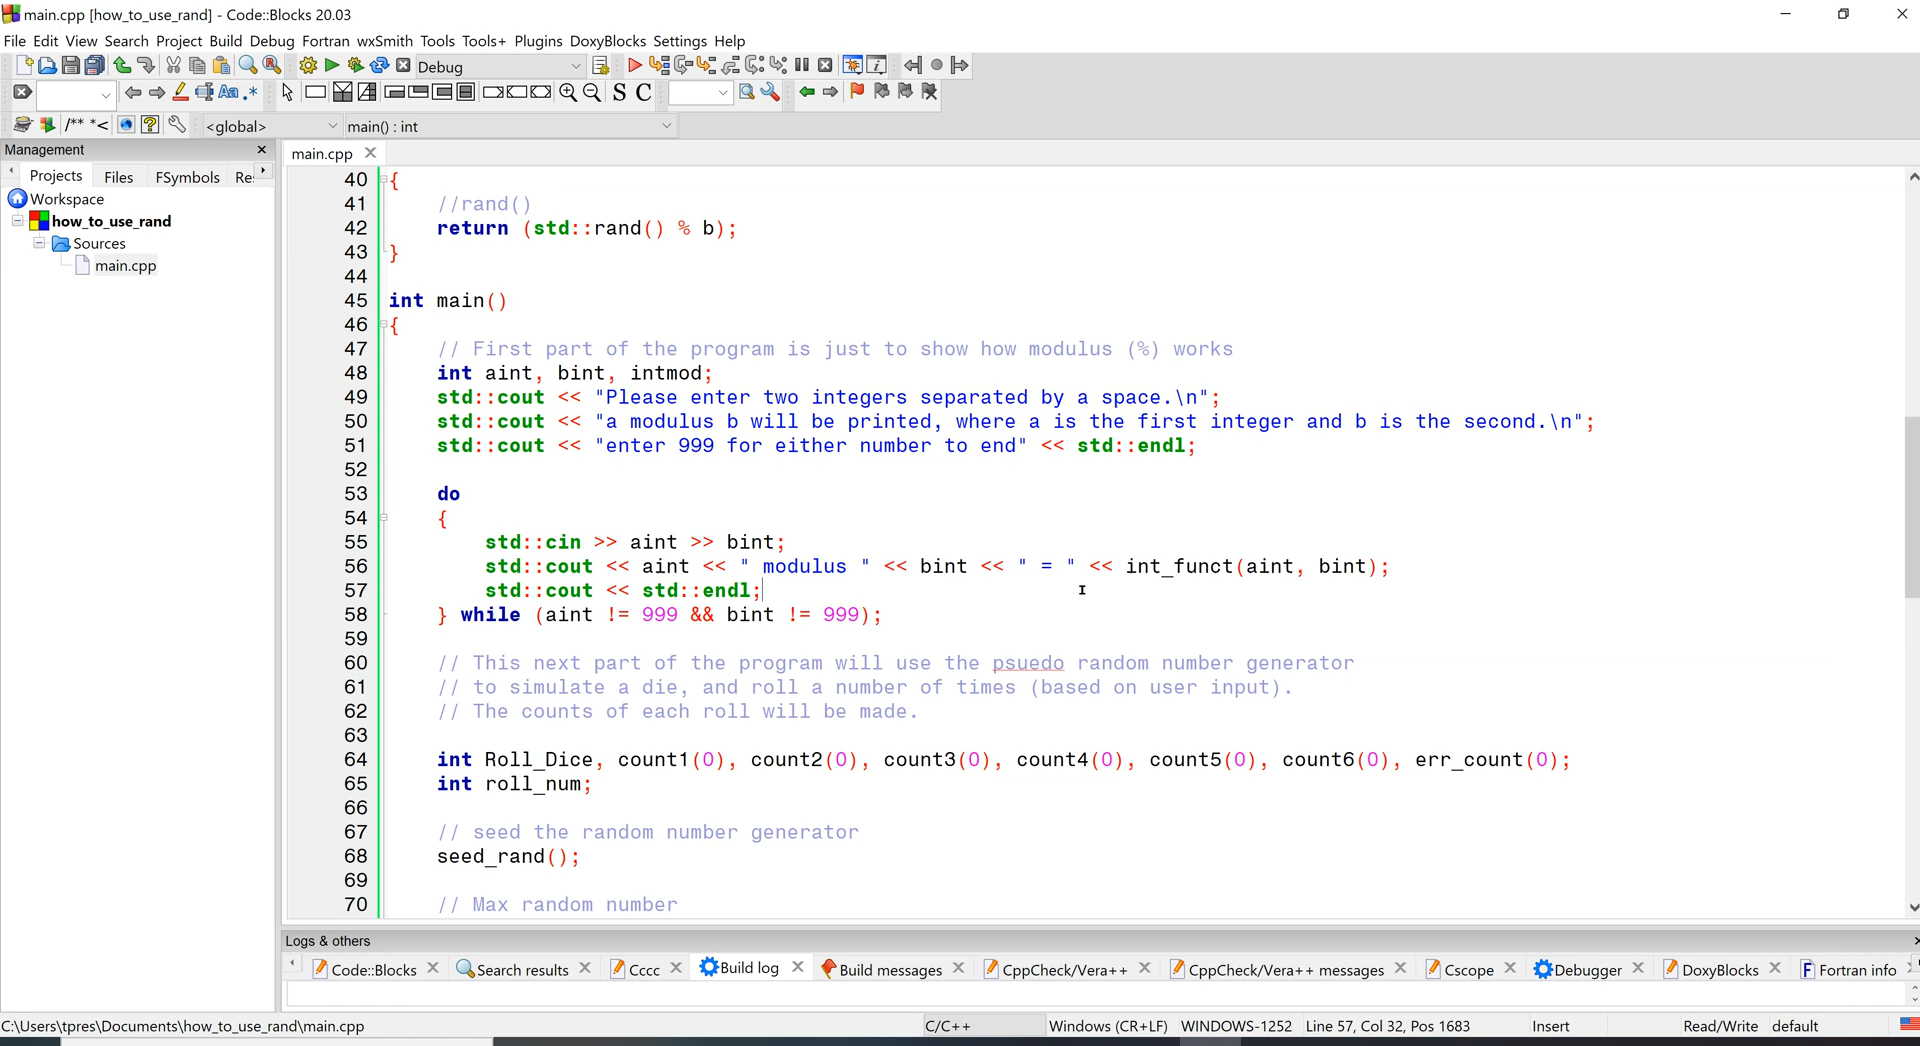 main.cpp [how_to_use_rand] - Code::Blocks 20.03
File Edit View Search Project Build Debug Fortran wxSmith Tools Tools+ Plugins DoxyBlocks Settings Help
Debug
S C
/** *<
<global>
main() : int
Management
Projects Files FSymbols Re
Workspace
how_to_use_rand
Sources
main.cpp
main.cpp
40 {
41 //rand()
42 return (std::rand() % b);
43 }
44
45 int main()
46 {
47 // First part of the program is just to show how modulus (%) works
48 int aint, bint, intmod;
49 std::cout << "Please enter two integers separated by a space.\n";
50 std::cout << "a modulus b will be printed, where a is the first integer and b is the second.\n";
51 std::cout << "enter 999 for either number to end" << std::endl;
52
53 do
54 {
55 std::cin >> aint >> bint;
56 std::cout << aint << " modulus " << bint << " = " << int_funct(aint, bint);
57 std::cout << std::endl;
58 } while (aint != 999 && bint != 999);
59
60 // This next part of the program will use the psuedo random number generator
61 // to simulate a die, and roll a number of times (based on user input).
62 // The counts of each roll will be made.
63
64 int Roll_Dice, count1(0), count2(0), count3(0), count4(0), count5(0), count6(0), err_count(0);
65 int roll_num;
66
67 // seed the random number generator
68 seed_rand();
69
70 // Max random number
Logs & others
Code::Blocks Search results Cccc Build log Build messages CppCheck/Vera++ CppCheck/Vera++ messages Cscope Debugger DoxyBlocks Fortran info
C:\Users\tpres\Documents\how_to_use_rand\main.cpp C/C++ Windows (CR+LF) WINDOWS-1252 Line 57, Col 32, Pos 1683 Insert Read/Write default